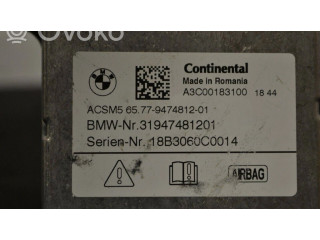 OVOKO
BMW
Continental
Made in Romania
A3C00183100 18 44
ACSM5 65.77-9474812-01
BMW-Nr.31947481201
Serien-Nr. 18B3060C0014
AIRBAG